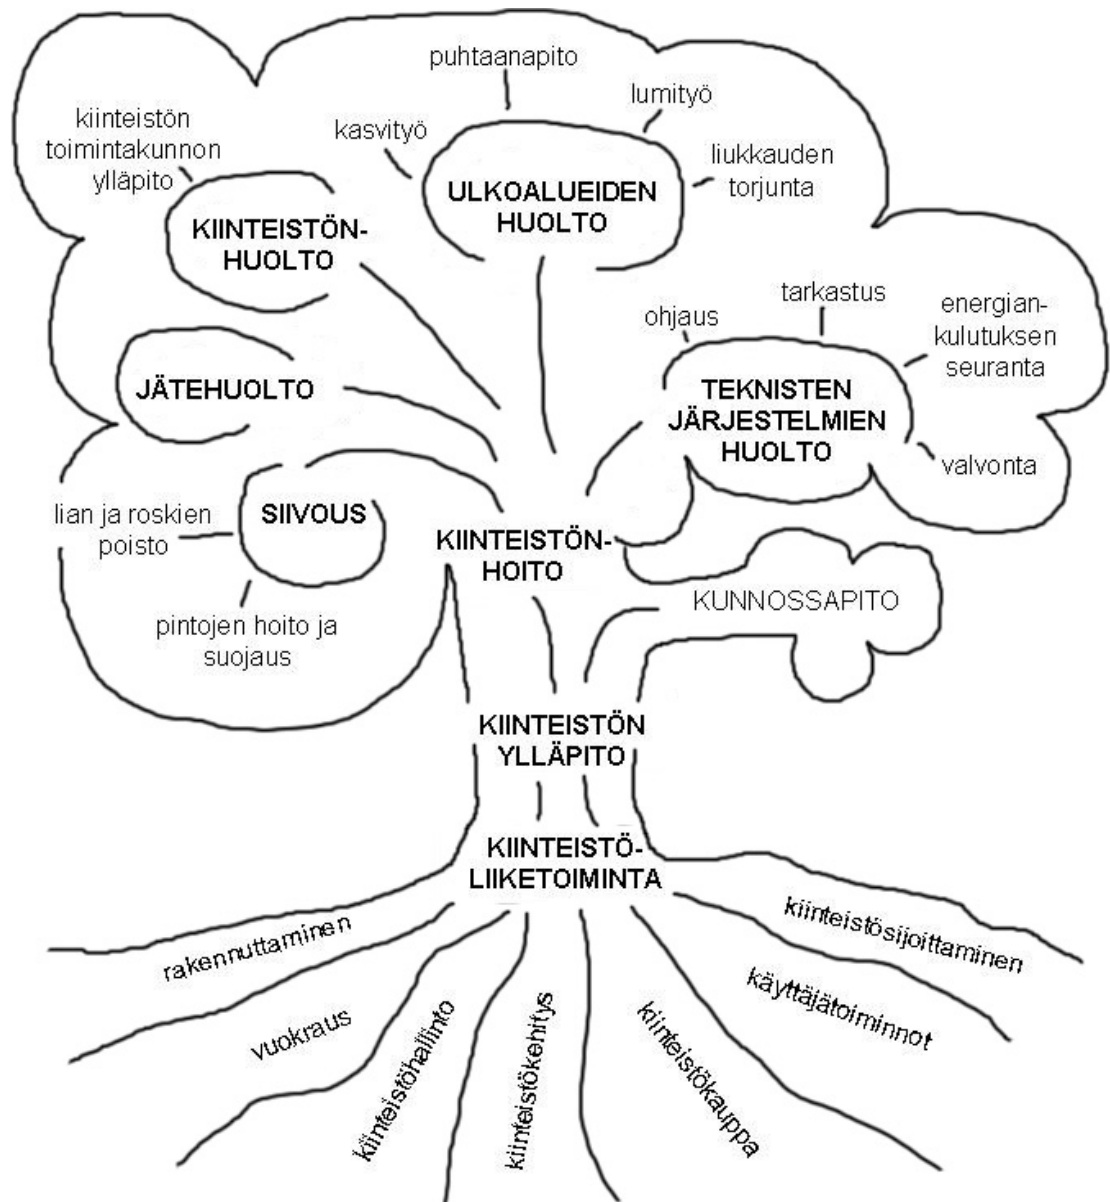 puhtaanapito
lumityö
kasvityö
liukkauden
torjunta
kiinteistön
toimintakunnon
ylläpito
ULKOALUEIDEN
HUOLTO
KIINTEISTÖN-
HUOLTO
tarkastus
energian-
kulutuksen
seuranta
ohjaus
JÄTEHUOLTO
TEKNISTEN
JÄRJESTELMIEN
HUOLTO
valvonta
SIIVOUS
lian ja roskien
poisto
pintojen hoito ja
suojaus
KIINTEISTÖN-
HOITO
KUNNOSSAPITO
KIINTEISTÖN
YLLÄPITO
KIINTEISTÖ-
LIIKETOIMINTA
rakennuttaminen
vuokraus
kiinteistöhallinto
kiinteistökehitys
kiinteistökauppa
käyttäjätoiminnot
kiinteistösijoittaminen